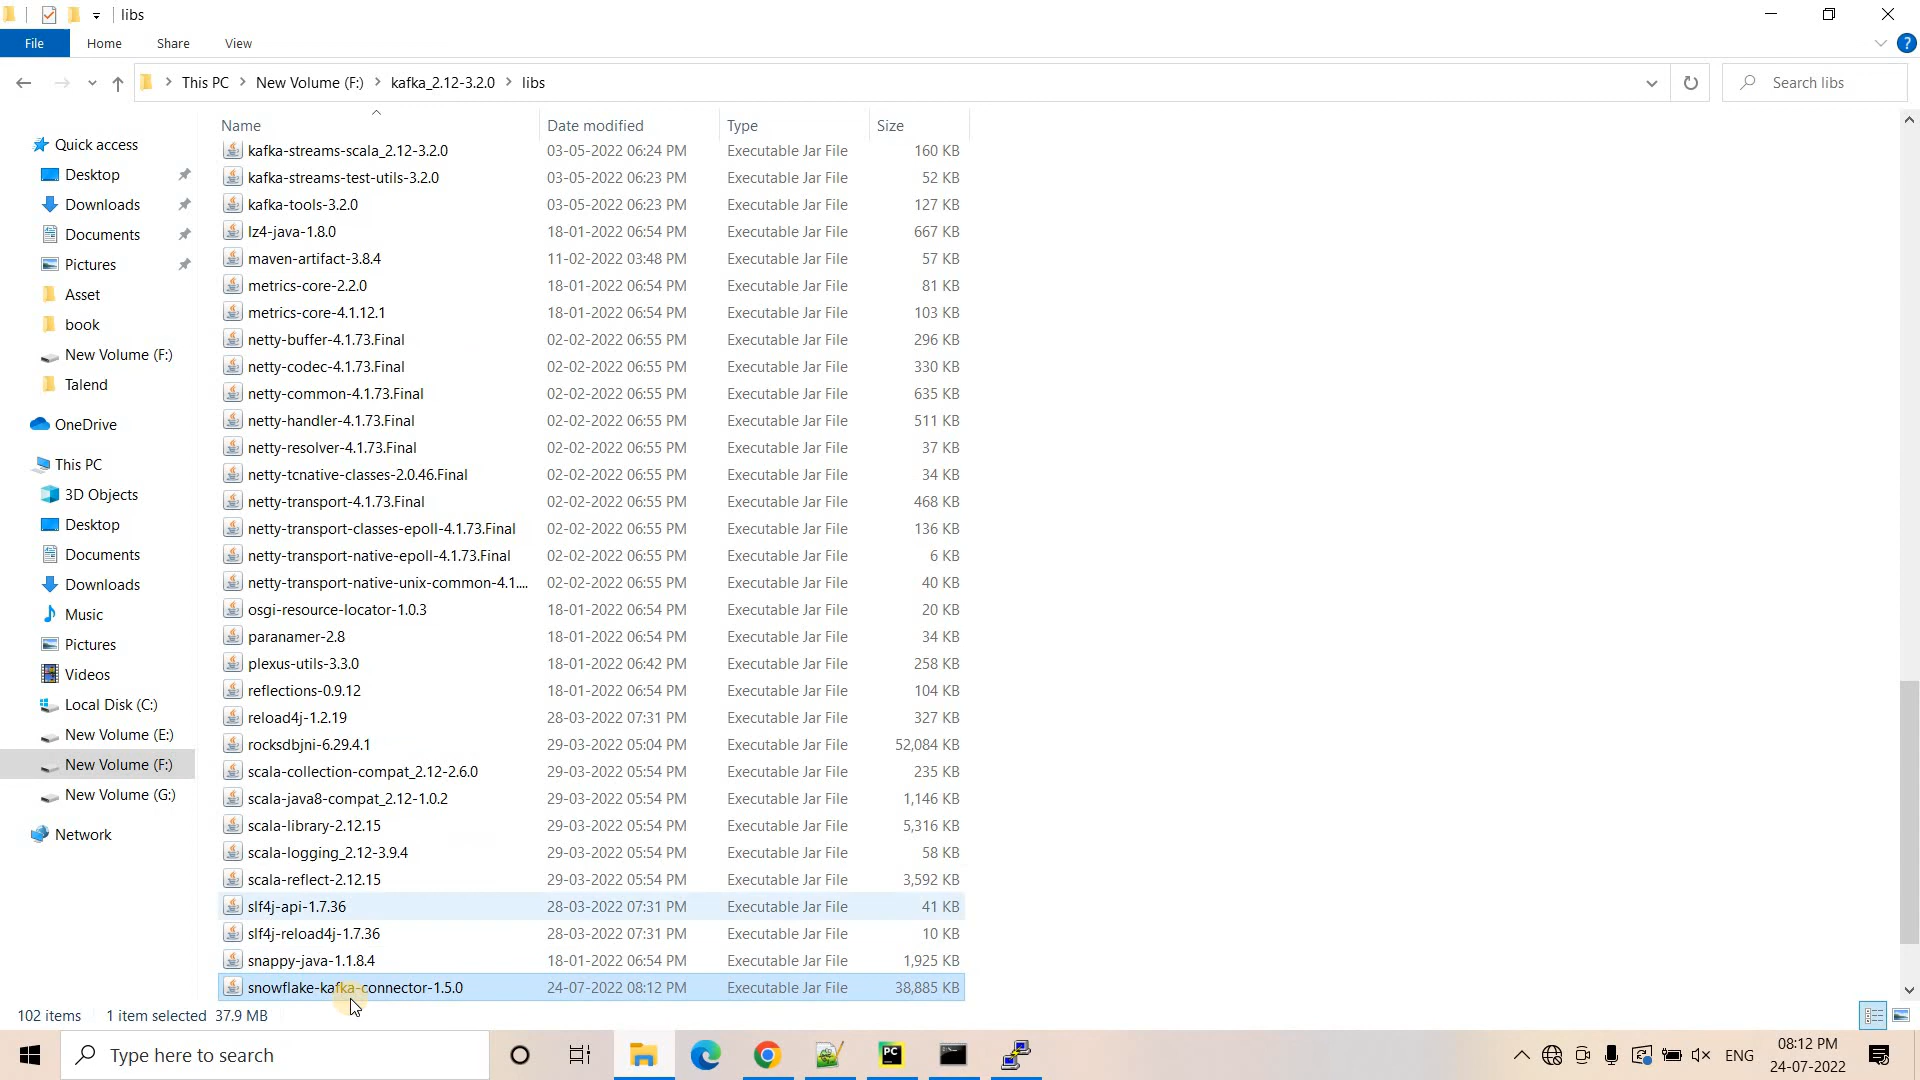 libs
File Home Share View
This PC New Volume (F:) kafka_2.12-3.2.0 libs
Search libs
Name Date modified Type Size
Quick access
Desktop
Downloads
Documents
Pictures
Asset
book
New Volume (F:)
Talend
OneDrive
This PC
3D Objects
Desktop
Documents
Downloads
Music
Pictures
Videos
Local Disk (C:)
New Volume (E:)
New Volume (F:)
New Volume (G:)
Network
kafka-streams-scala_2.12-3.2.0 03-05-2022 06:24 PM Executable Jar File 160 KB
kafka-streams-test-utils-3.2.0 03-05-2022 06:23 PM Executable Jar File 52 KB
kafka-tools-3.2.0 03-05-2022 06:23 PM Executable Jar File 127 KB
lz4-java-1.8.0 18-01-2022 06:54 PM Executable Jar File 667 KB
maven-artifact-3.8.4 11-02-2022 03:48 PM Executable Jar File 57 KB
metrics-core-2.2.0 18-01-2022 06:54 PM Executable Jar File 81 KB
metrics-core-4.1.12.1 18-01-2022 06:54 PM Executable Jar File 103 KB
netty-buffer-4.1.73.Final 02-02-2022 06:55 PM Executable Jar File 296 KB
netty-codec-4.1.73.Final 02-02-2022 06:55 PM Executable Jar File 330 KB
netty-common-4.1.73.Final 02-02-2022 06:55 PM Executable Jar File 635 KB
netty-handler-4.1.73.Final 02-02-2022 06:55 PM Executable Jar File 511 KB
netty-resolver-4.1.73.Final 02-02-2022 06:55 PM Executable Jar File 37 KB
netty-tcnative-classes-2.0.46.Final 02-02-2022 06:55 PM Executable Jar File 34 KB
netty-transport-4.1.73.Final 02-02-2022 06:55 PM Executable Jar File 468 KB
netty-transport-classes-epoll-4.1.73.Final 02-02-2022 06:55 PM Executable Jar File 136 KB
netty-transport-native-epoll-4.1.73.Final 02-02-2022 06:55 PM Executable Jar File 6 KB
netty-transport-native-unix-common-4.1.... 02-02-2022 06:55 PM Executable Jar File 40 KB
osgi-resource-locator-1.0.3 18-01-2022 06:54 PM Executable Jar File 20 KB
paranamer-2.8 18-01-2022 06:54 PM Executable Jar File 34 KB
plexus-utils-3.3.0 18-01-2022 06:42 PM Executable Jar File 258 KB
reflections-0.9.12 18-01-2022 06:54 PM Executable Jar File 104 KB
reload4j-1.2.19 28-03-2022 07:31 PM Executable Jar File 327 KB
rocksdbjni-6.29.4.1 29-03-2022 05:04 PM Executable Jar File 52,084 KB
scala-collection-compat_2.12-2.6.0 29-03-2022 05:54 PM Executable Jar File 235 KB
scala-java8-compat_2.12-1.0.2 29-03-2022 05:54 PM Executable Jar File 1,146 KB
scala-library-2.12.15 29-03-2022 05:54 PM Executable Jar File 5,316 KB
scala-logging_2.12-3.9.4 29-03-2022 05:54 PM Executable Jar File 58 KB
scala-reflect-2.12.15 29-03-2022 05:54 PM Executable Jar File 3,592 KB
slf4j-api-1.7.36 28-03-2022 07:31 PM Executable Jar File 41 KB
slf4j-reload4j-1.7.36 28-03-2022 07:31 PM Executable Jar File 10 KB
snappy-java-1.1.8.4 18-01-2022 06:54 PM Executable Jar File 1,925 KB
snowflake-kafka-connector-1.5.0 24-07-2022 08:12 PM Executable Jar File 38,885 KB
102 items 1 item selected 37.9 MB
Type here to search
PC
ENG
08:12 PM
24-07-2022